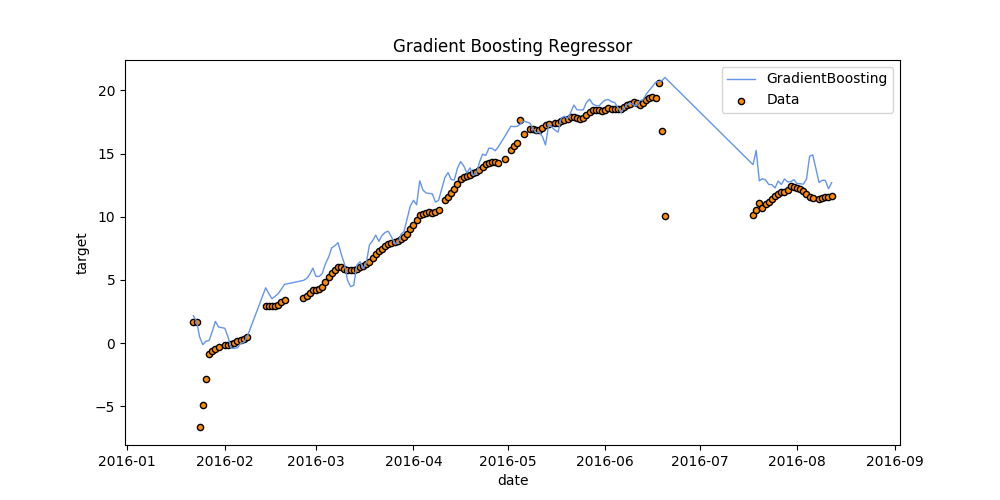 Gradient Boosting Regressor
GradientBoosting
Data
target
20
15
10
5
0
−5
2016-01 2016-02 2016-03 2016-04 2016-05 2016-06 2016-07 2016-08 2016-09
date